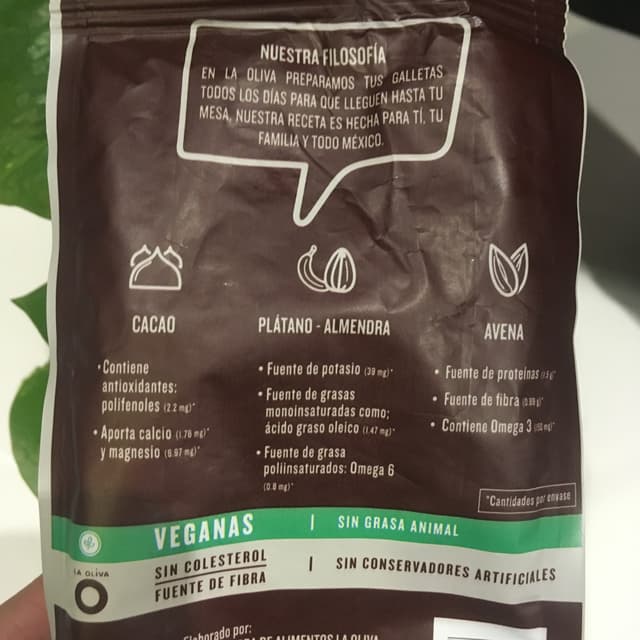 NUESTRA FILOSOFÍA
EN LA OLIVA PREPARAMOS TUS GALLETAS
TODOS LOS DÍAS PARA QUE LLEGUEN HASTA TU
MESA, NUESTRA RECETA ES HECHA PARA TÍ, TU
FAMILIA Y TODO MÉXICO.
CACAO
• Contiene
antioxidantes:
polifenoles (2.2 mg)*
• Aporta calcio (1.76 mg)*
y magnesio (6.97 mg)*
PLÁTANO - ALMENDRA
• Fuente de potasio (39 mg)*
• Fuente de grasas
monoinsaturadas como;
ácido graso oleico (1.47 mg)*
• Fuente de grasa
poliinsaturados: Omega 6
(0.8 mg)*
AVENA
• Fuente de proteínas
• Fuente de fibra
• Contiene Omega 3
*Cantidades por envase
VEGANAS | SIN GRASA ANIMAL
LA OLIVA
SIN COLESTEROL
FUENTE DE FIBRA
| SIN CONSERVADORES ARTIFICIALES
Elaborado por:
DE ALIMENTOS LA OLIVA